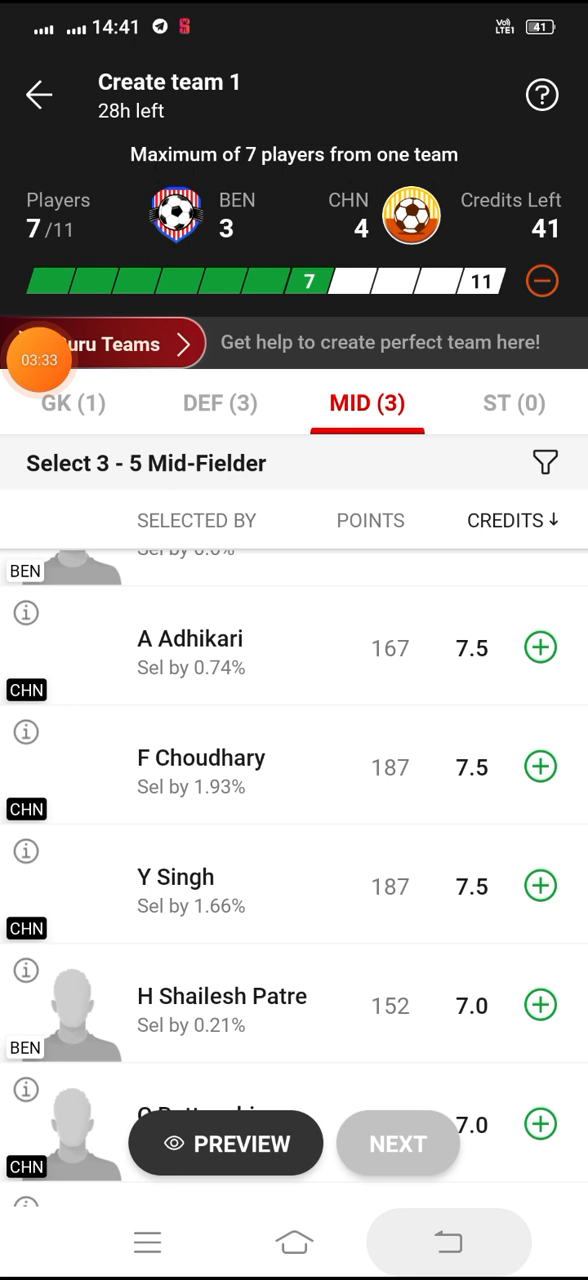 14:41
VoI) LTE1 41
Create team 1
28h left
Maximum of 7 players from one team
Players BEN CHN Credits Left
7 /11 3 4 41
7 11
03:33 uru Teams Get help to create perfect team here!
GK (1) DEF (3) MID (3) ST (0)
Select 3 - 5 Mid-Fielder
SELECTED BY POINTS CREDITS ↓
BEN
A Adhikari 167 7.5
Sel by 0.74%
CHN
F Choudhary 187 7.5
Sel by 1.93%
CHN
Y Singh 187 7.5
Sel by 1.66%
CHN
H Shailesh Patre 152 7.0
Sel by 0.21%
BEN
7.0
PREVIEW NEXT
CHN